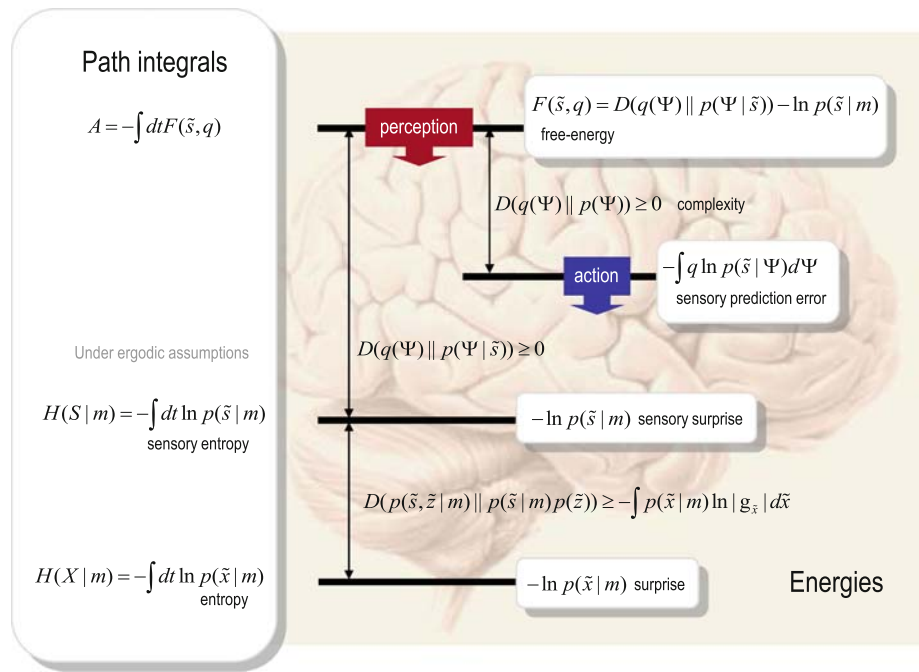 Path integrals
A = −∫ dtF(s̃, q)
Under ergodic assumptions
H(S | m) = −∫ dt ln p(s̃ | m)
sensory entropy
H(X | m) = −∫ dt ln p(x̃ | m)
entropy
perception
F(s̃, q) = D(q(Ψ) || p(Ψ | s̃)) − ln p(s̃ | m)
free-energy
D(q(Ψ) || p(Ψ)) ≥ 0 complexity
action
−∫ q ln p(s̃ | Ψ)dΨ
sensory prediction error
D(q(Ψ) || p(Ψ | s̃)) ≥ 0
−ln p(s̃ | m) sensory surprise
D(p(s̃, z̃ | m) || p(s̃ | m)p(z̃)) ≥ −∫ p(x̃ | m) ln | g_x̃ | dx̃
−ln p(x̃ | m) surprise
Energies